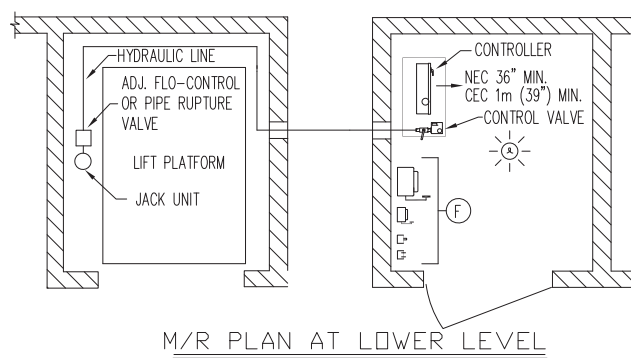 HYDRAULIC LINE
ADJ. FLO-CONTROL
OR PIPE RUPTURE
VALVE
LIFT PLATFORM
JACK UNIT
CONTROLLER
NEC 36" MIN.
CEC 1m (39") MIN.
CONTROL VALVE
F
M/R PLAN AT LOWER LEVEL